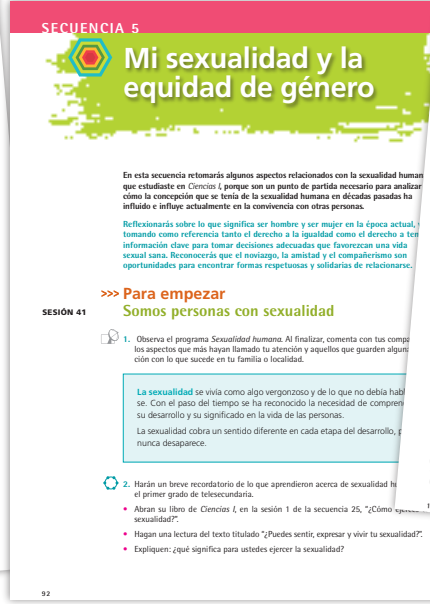 SECUENCIA 5
Mi sexualidad y la
equidad de género
En esta secuencia retomarás algunos aspectos relacionados con la sexualidad human
que estudiaste en Ciencias I, porque son un punto de partida necesario para analizar
cómo la concepción que se tenía de la sexualidad humana en décadas pasadas ha
influido e influye actualmente en la convivencia con otras personas.
Reflexionarás sobre lo que significa ser hombre y ser mujer en la época actual,
tomando como referencia tanto el derecho a la igualdad como el derecho a ten
información clave para tomar decisiones adecuadas que favorezcan una vida
sexual sana. Reconocerás que el noviazgo, la amistad y el compañerismo son
oportunidades para encontrar formas respetuosas y solidarias de relacionarse.
>>> Para empezar
SESIÓN 41 Somos personas con sexualidad
1. Observa el programa Sexualidad humana. Al finalizar, comenta con tus compa
los aspectos que más hayan llamado tu atención y aquellos que guarden alguna
ción con lo que sucede en tu familia o localidad.
La sexualidad se vivía como algo vergonzoso y de lo que no debía habl
se. Con el paso del tiempo se ha reconocido la necesidad de compren
su desarrollo y su significado en la vida de las personas.
La sexualidad cobra un sentido diferente en cada etapa del desarrollo, p
nunca desaparece.
2. Harán un breve recordatorio de lo que aprendieron acerca de sexualidad hu
el primer grado de telesecundaria.
• Abran su libro de Ciencias I, en la sesión 1 de la secuencia 25, "¿Cómo
sexualidad?".
• Hagan una lectura del texto titulado "¿Puedes sentir, expresar y vivir tu sexualidad?".
• Expliquen: ¿qué significa para ustedes ejercer la sexualidad?
92